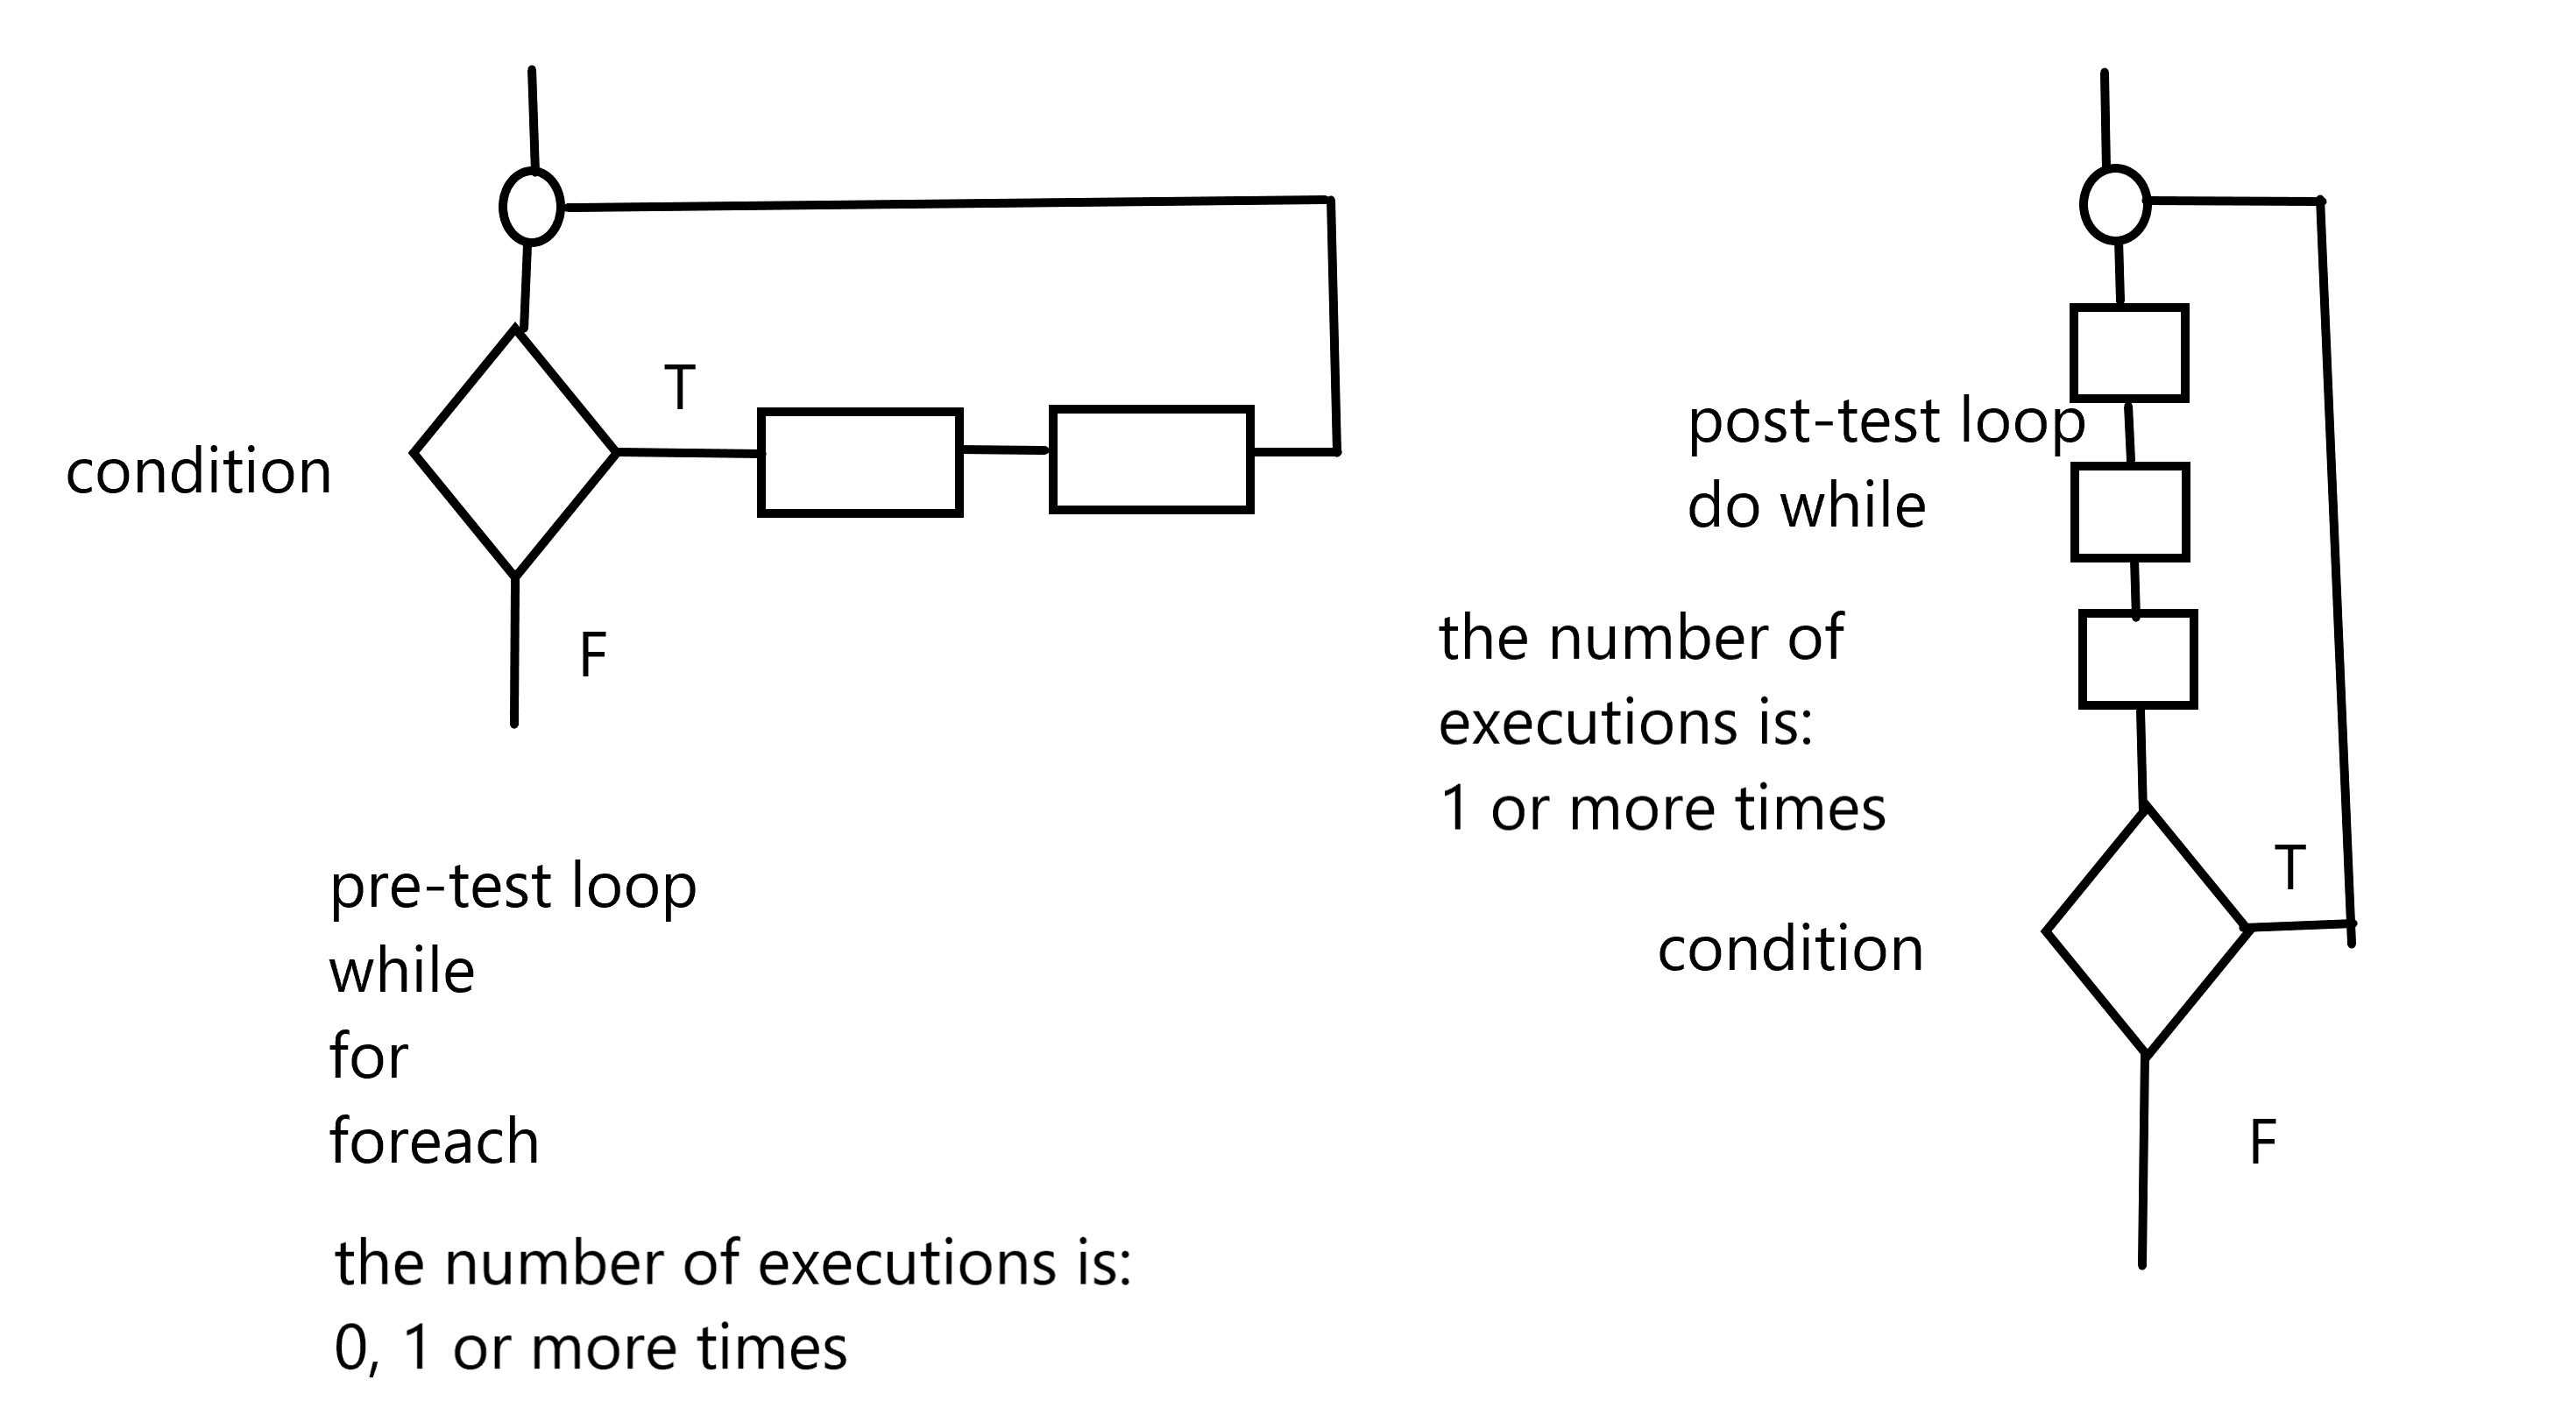 T
condition
F
pre-test loop
while
for
foreach
the number of executions is:
0, 1 or more times
post-test loop
do while
the number of
executions is:
1 or more times
T
condition
F